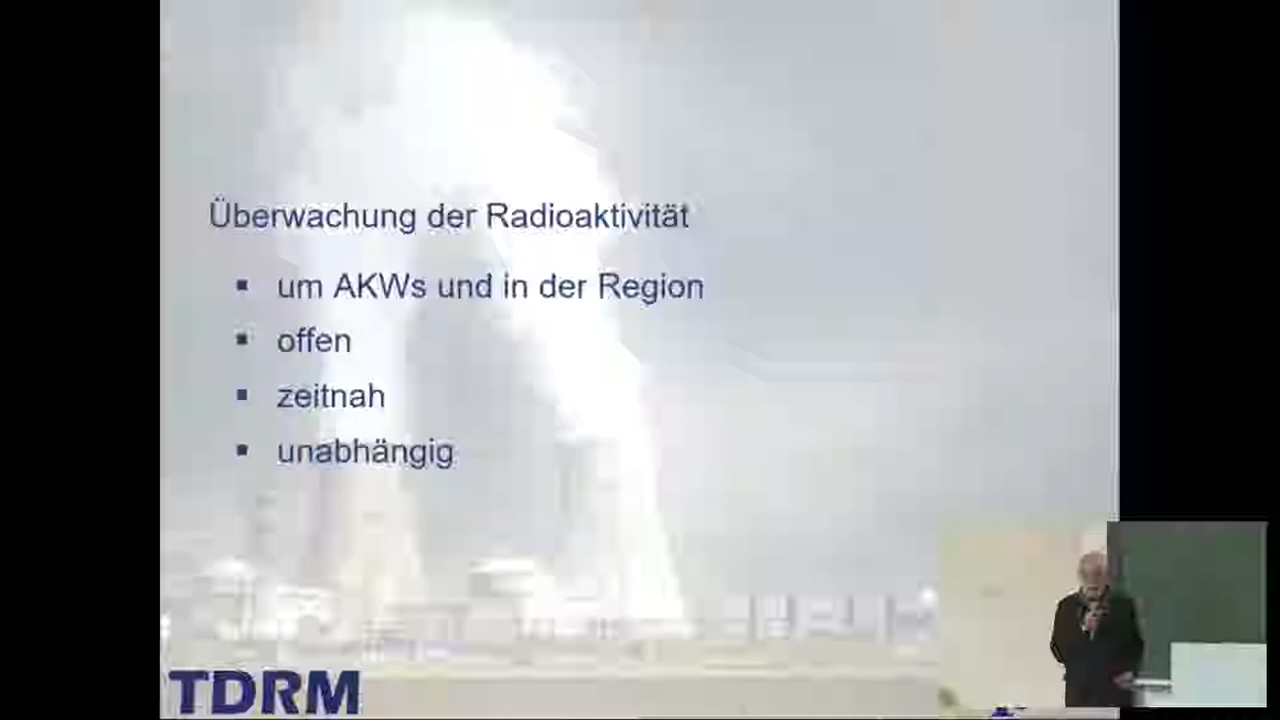 Überwachung der Radioaktivität
▪ um AKWs und in der Region
▪ offen
▪ zeitnah
▪ unabhängig
TDRM